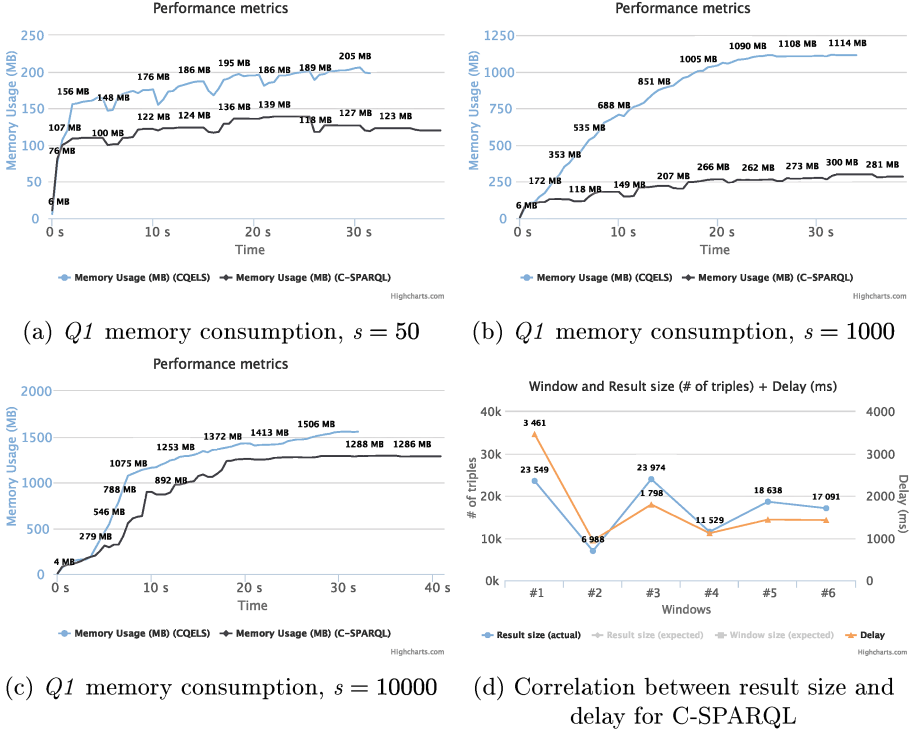 Performance metrics
Memory Usage (MB)
250
200
150
100
50
0
6 MB
76 MB
107 MB
156 MB
148 MB
176 MB
186 MB
195 MB
186 MB
189 MB
205 MB
100 MB
122 MB
124 MB
136 MB
139 MB
118 MB
127 MB
123 MB
0 s 10 s 20 s 30 s
Time
Memory Usage (MB) (CQELS) Memory Usage (MB) (C-SPARQL)
Highcharts.com
(a) Q1 memory consumption, s = 50
Performance metrics
Memory Usage (MB)
1250
1000
750
500
250
0
6 MB
172 MB
353 MB
535 MB
688 MB
851 MB
1005 MB
1090 MB
1108 MB
1114 MB
118 MB
149 MB
207 MB
266 MB
262 MB
273 MB
300 MB
281 MB
0 s 10 s 20 s 30 s
Time
Memory Usage (MB) (CQELS) Memory Usage (MB) (C-SPARQL)
Highcharts.com
(b) Q1 memory consumption, s = 1000
Performance metrics
Memory Usage (MB)
2000
1500
1000
500
0
4 MB
279 MB
546 MB
788 MB
1075 MB
1253 MB
1372 MB
1413 MB
1506 MB
892 MB
1288 MB
1286 MB
0 s 10 s 20 s 30 s 40 s
Time
Memory Usage (MB) (CQELS) Memory Usage (MB) (C-SPARQL)
Highcharts.com
(c) Q1 memory consumption, s = 10000
Window and Result size (# of triples) + Delay (ms)
# of triples
40k
30k
20k
10k
0k
Delay (ms)
4000
3000
2000
1000
0
3 461
23 549
6 988
23 974
1 798
11 529
18 638
17 091
#1 #2 #3 #4 #5 #6
Windows
Result size (actual) Result size (expected) Window size (expected) Delay
Highcharts.com
(d) Correlation between result size and
delay for C-SPARQL